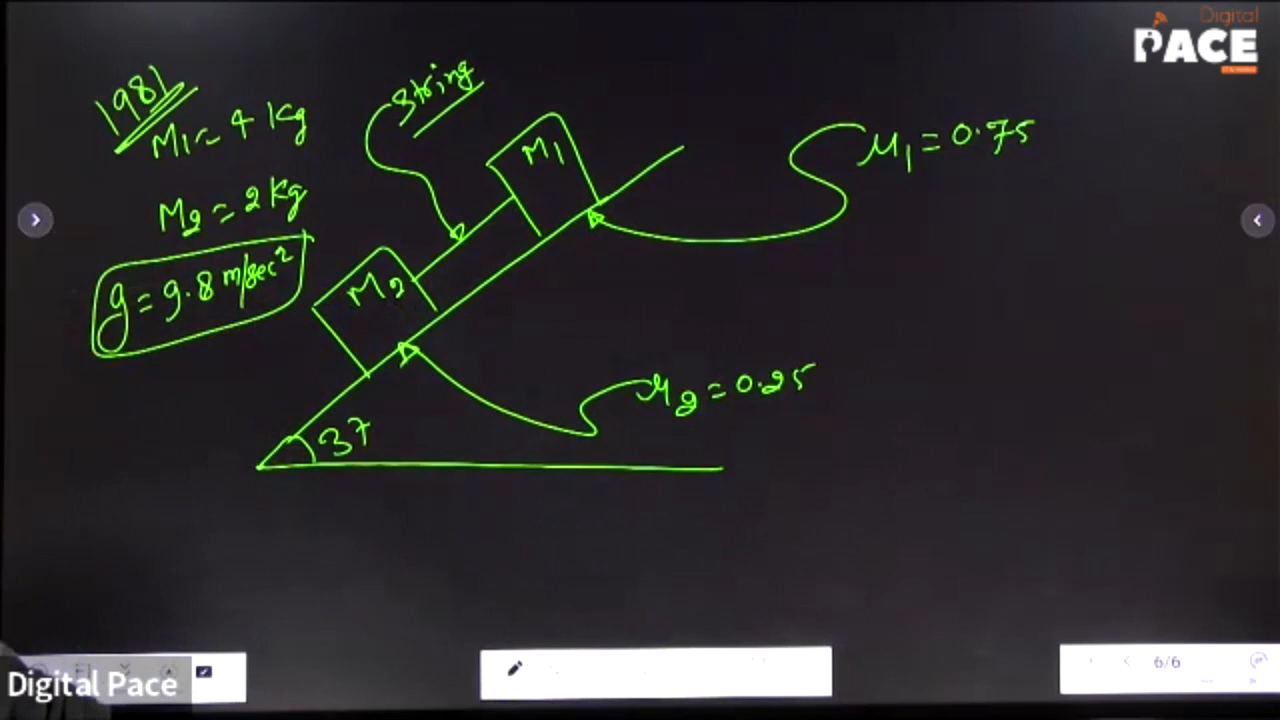 Digital
PACE
1981
M1 = 4 Kg
M2 = 2 Kg
g = 9.8 m/sec²
String
M1
M2
μ1 = 0.75
μ2 = 0.25
37
6/6
Digital Pace